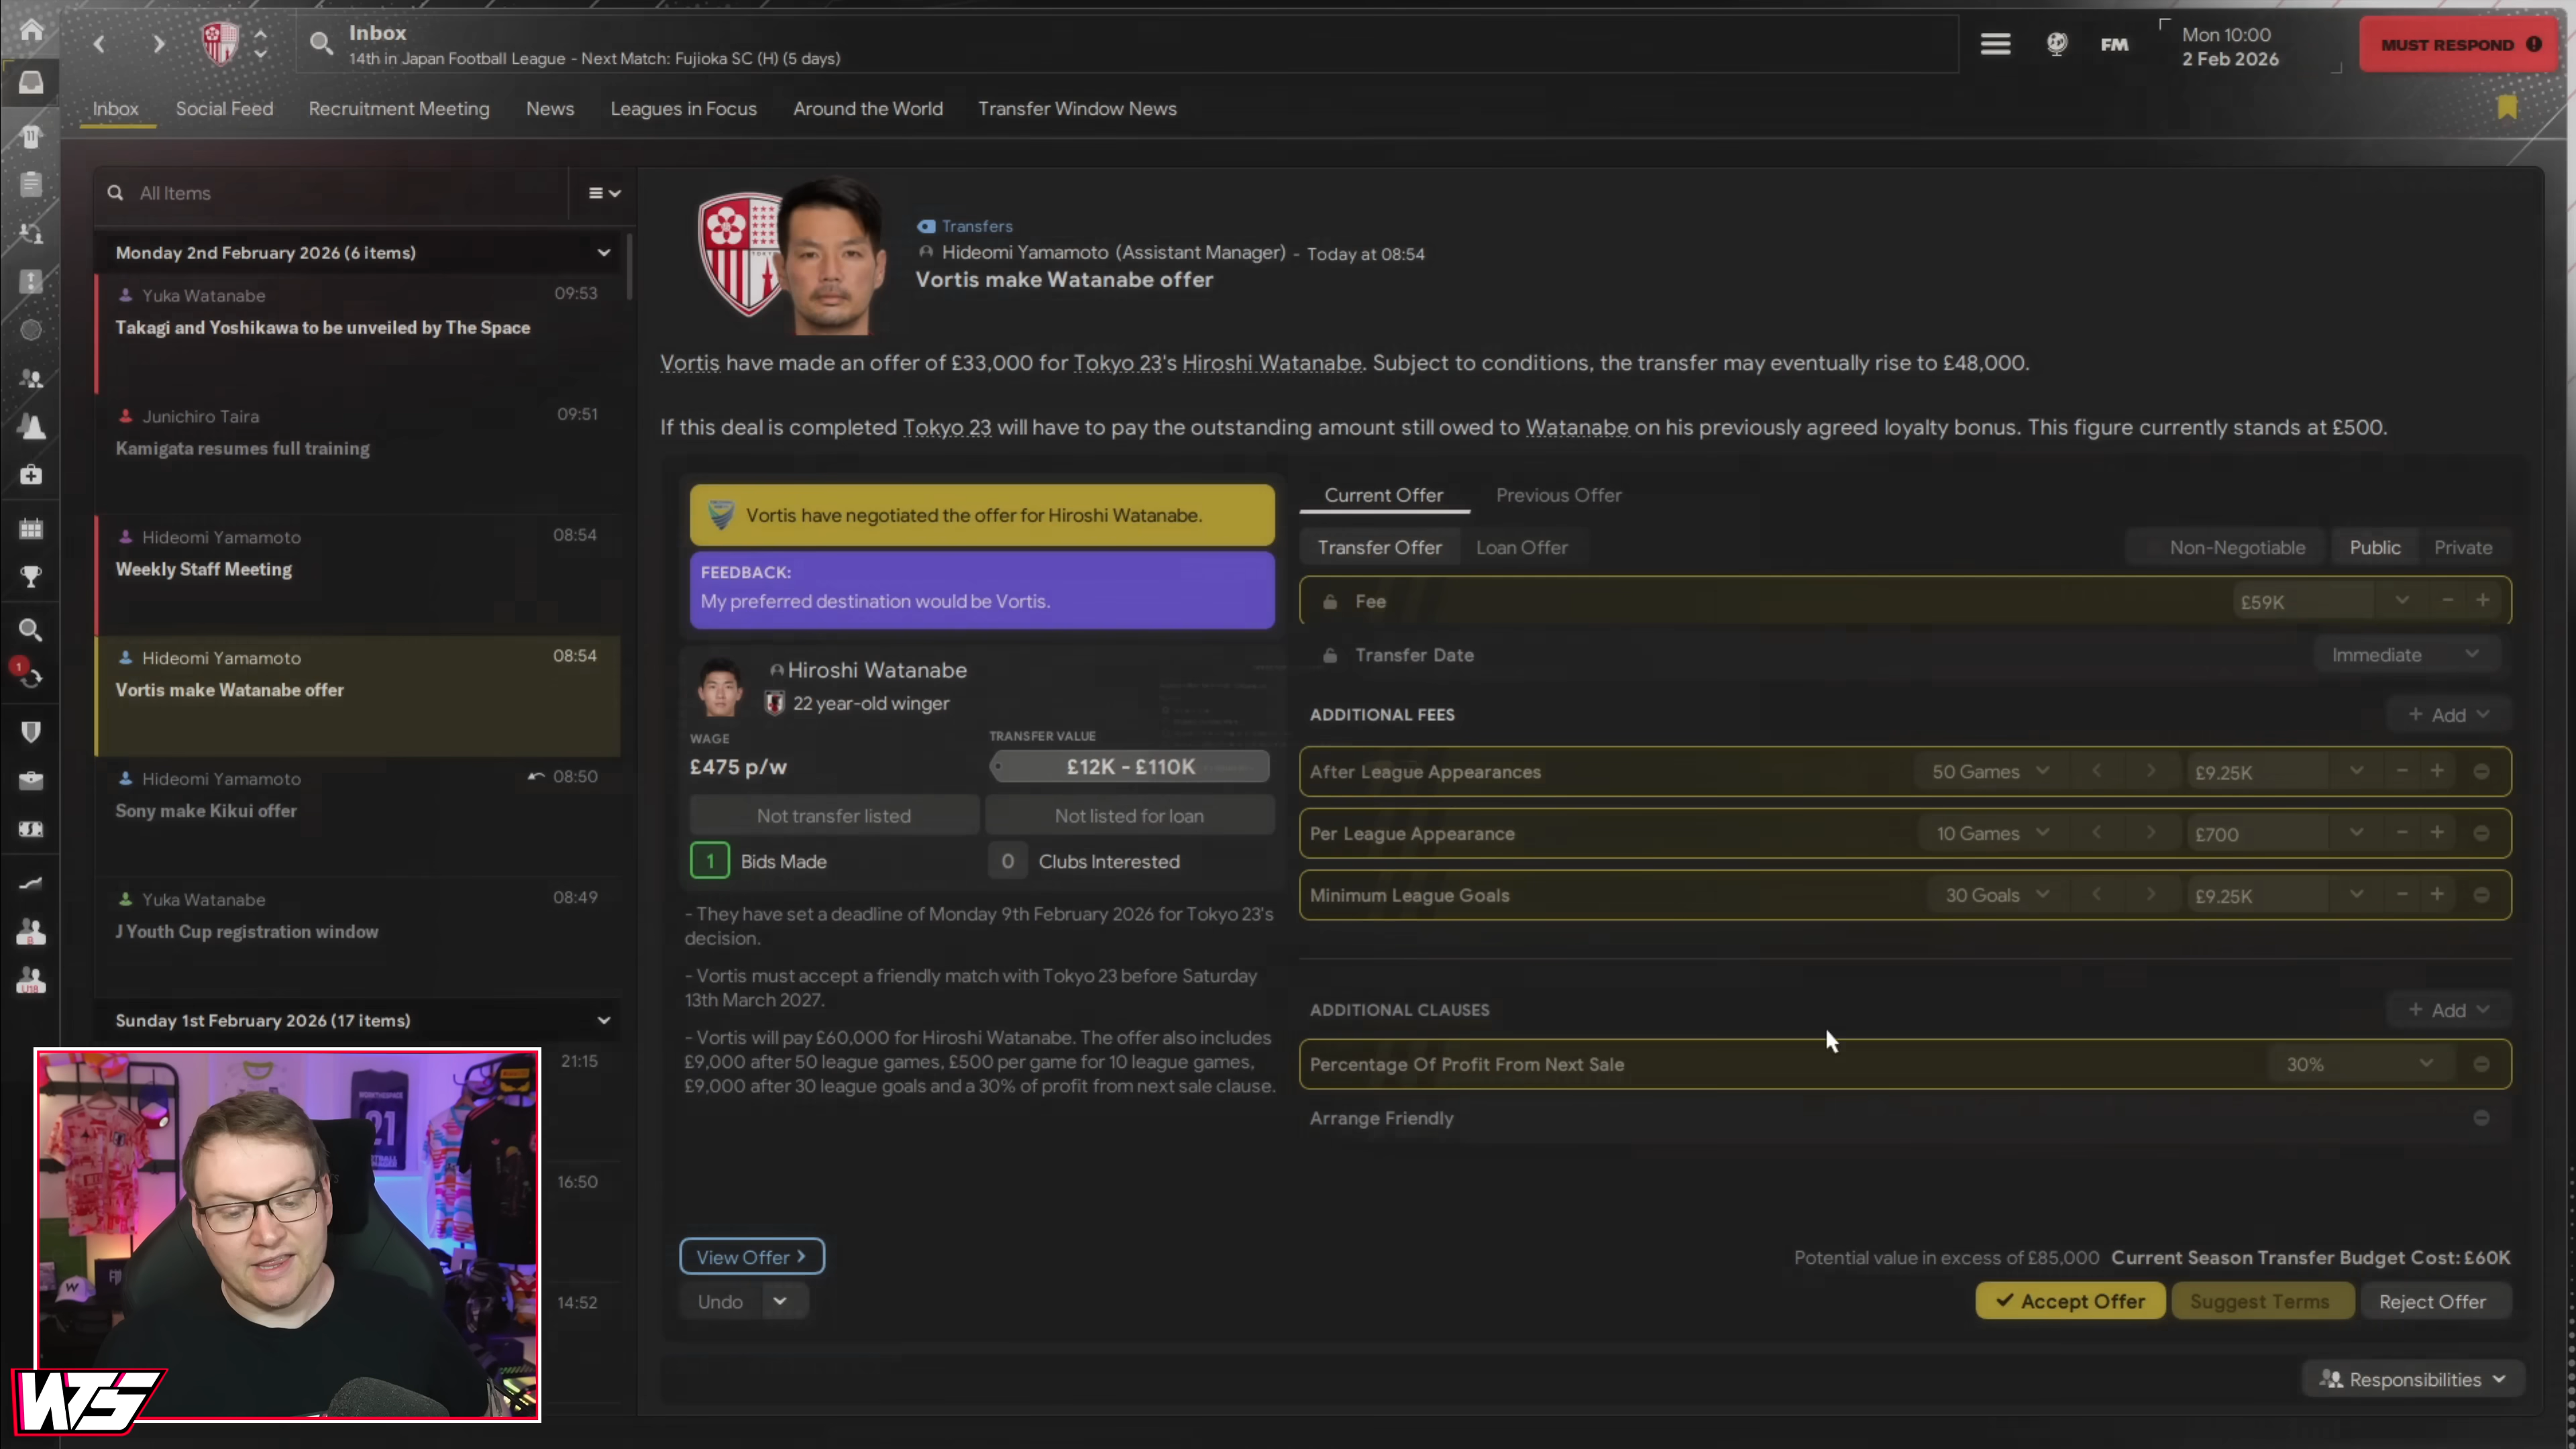 Inbox
14th in Japan Football League - Next Match: Fujioka SC (H) (5 days)
FM
Mon 10:00
2 Feb 2026
MUST RESPOND
Inbox
Social Feed
Recruitment Meeting
News
Leagues in Focus
Around the World
Transfer Window News
All Items
Monday 2nd February 2026 (6 items)
Yuka Watanabe
09:53
Takagi and Yoshikawa to be unveiled by The Space
Junichiro Taira
09:51
Kamigata resumes full training
Hideomi Yamamoto
08:54
Weekly Staff Meeting
Hideomi Yamamoto
08:54
Vortis make Watanabe offer
Hideomi Yamamoto
08:50
Sony make Kikui offer
Yuka Watanabe
08:49
J Youth Cup registration window
Sunday 1st February 2026 (17 items)
21:15
16:50
14:52
Transfers
Hideomi Yamamoto (Assistant Manager) - Today at 08:54
Vortis make Watanabe offer
Vortis have made an offer of £33,000 for Tokyo 23's Hiroshi Watanabe. Subject to conditions, the transfer may eventually rise to £48,000.
If this deal is completed Tokyo 23 will have to pay the outstanding amount still owed to Watanabe on his previously agreed loyalty bonus. This figure currently stands at £500.
Vortis have negotiated the offer for Hiroshi Watanabe.
FEEDBACK:
My preferred destination would be Vortis.
Hiroshi Watanabe
22 year-old winger
WAGE
TRANSFER VALUE
£475 p/w
£12K - £110K
Not transfer listed
Not listed for loan
1 Bids Made
0 Clubs Interested
- They have set a deadline of Monday 9th February 2026 for Tokyo 23's
decision.
- Vortis must accept a friendly match with Tokyo 23 before Saturday
13th March 2027.
- Vortis will pay £60,000 for Hiroshi Watanabe. The offer also includes
£9,000 after 50 league games, £500 per game for 10 league games,
£9,000 after 30 league goals and a 30% of profit from next sale clause.
View Offer
Undo
Current Offer
Previous Offer
Transfer Offer
Loan Offer
Non-Negotiable
Public
Private
Fee
£59K
Transfer Date
Immediate
ADDITIONAL FEES
+ Add
After League Appearances
50 Games
£9.25K
Per League Appearance
10 Games
£700
Minimum League Goals
30 Goals
£9.25K
ADDITIONAL CLAUSES
+ Add
Percentage Of Profit From Next Sale
30%
Arrange Friendly
Potential value in excess of £85,000
Current Season Transfer Budget Cost: £60K
Accept Offer
Suggest Terms
Reject Offer
Responsibilities
11
1
B
U18
21
WTS